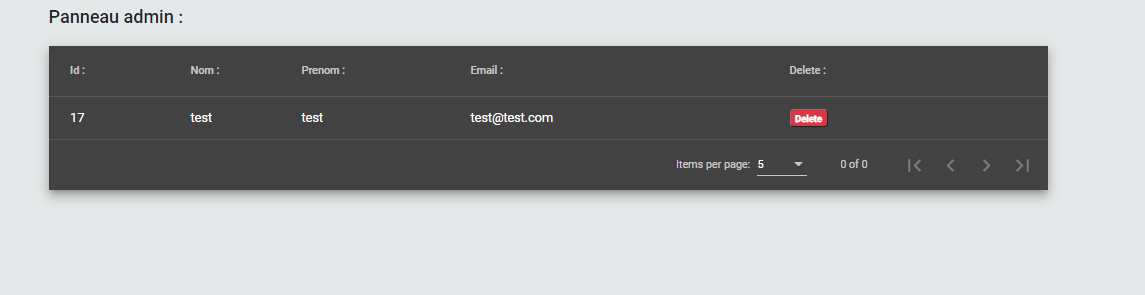 Panneau admin :
Id : Nom : Prenom : Email : Delete :
17 test test test@test.com Delete
Items per page: 5 0 of 0